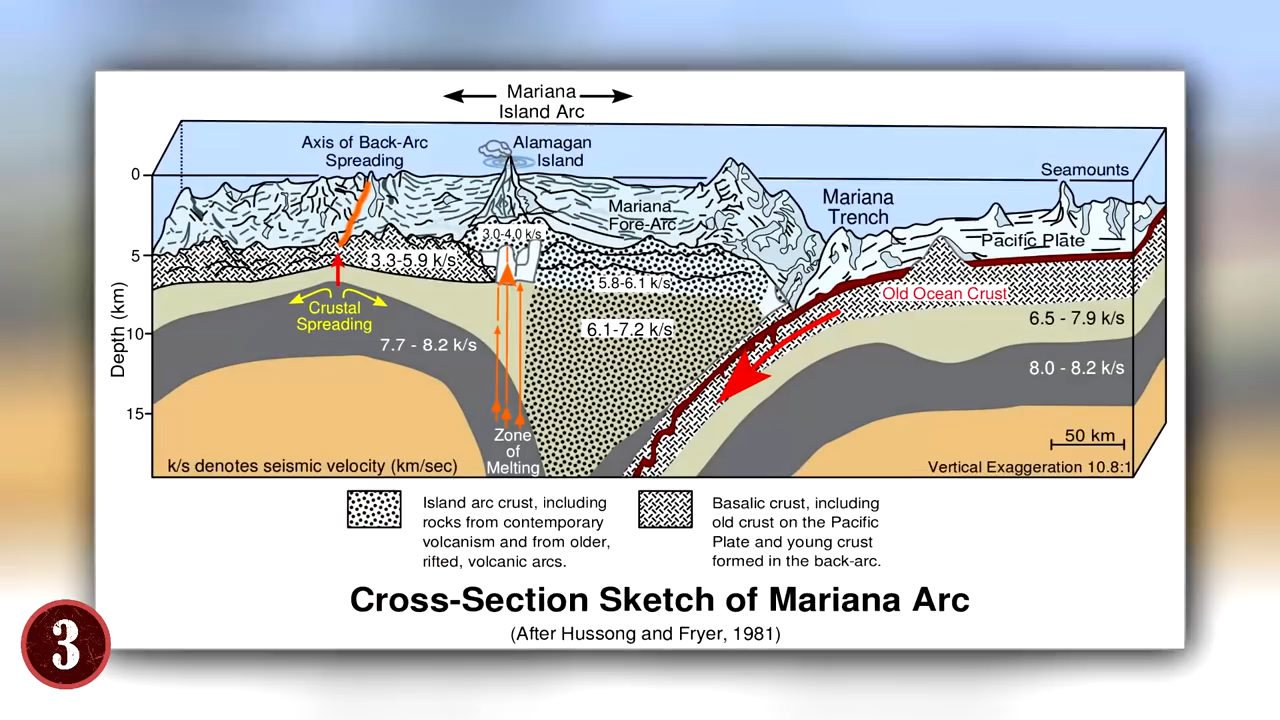 Mariana
Island Arc
Axis of Back-Arc
Spreading
Alamagan
Island
Seamounts
0
Mariana
Fore-Arc
Mariana
Trench
3.0-4.0 k/s
Pacific Plate
5
3.3-5.9 k/s
5.8-6.1 k/s
Old Ocean Crust
Crustal
Spreading
6.1-7.2 k/s
6.5 - 7.9 k/s
Depth (km)
10
7.7 - 8.2 k/s
8.0 - 8.2 k/s
15
Zone
of
Melting
50 km
k/s denotes seismic velocity (km/sec)
Vertical Exaggeration 10.8:1
Island arc crust, including
rocks from contemporary
volcanism and from older,
rifted, volcanic arcs.
Basalic crust, including
old crust on the Pacific
Plate and young crust
formed in the back-arc.
Cross-Section Sketch of Mariana Arc
(After Hussong and Fryer, 1981)
3